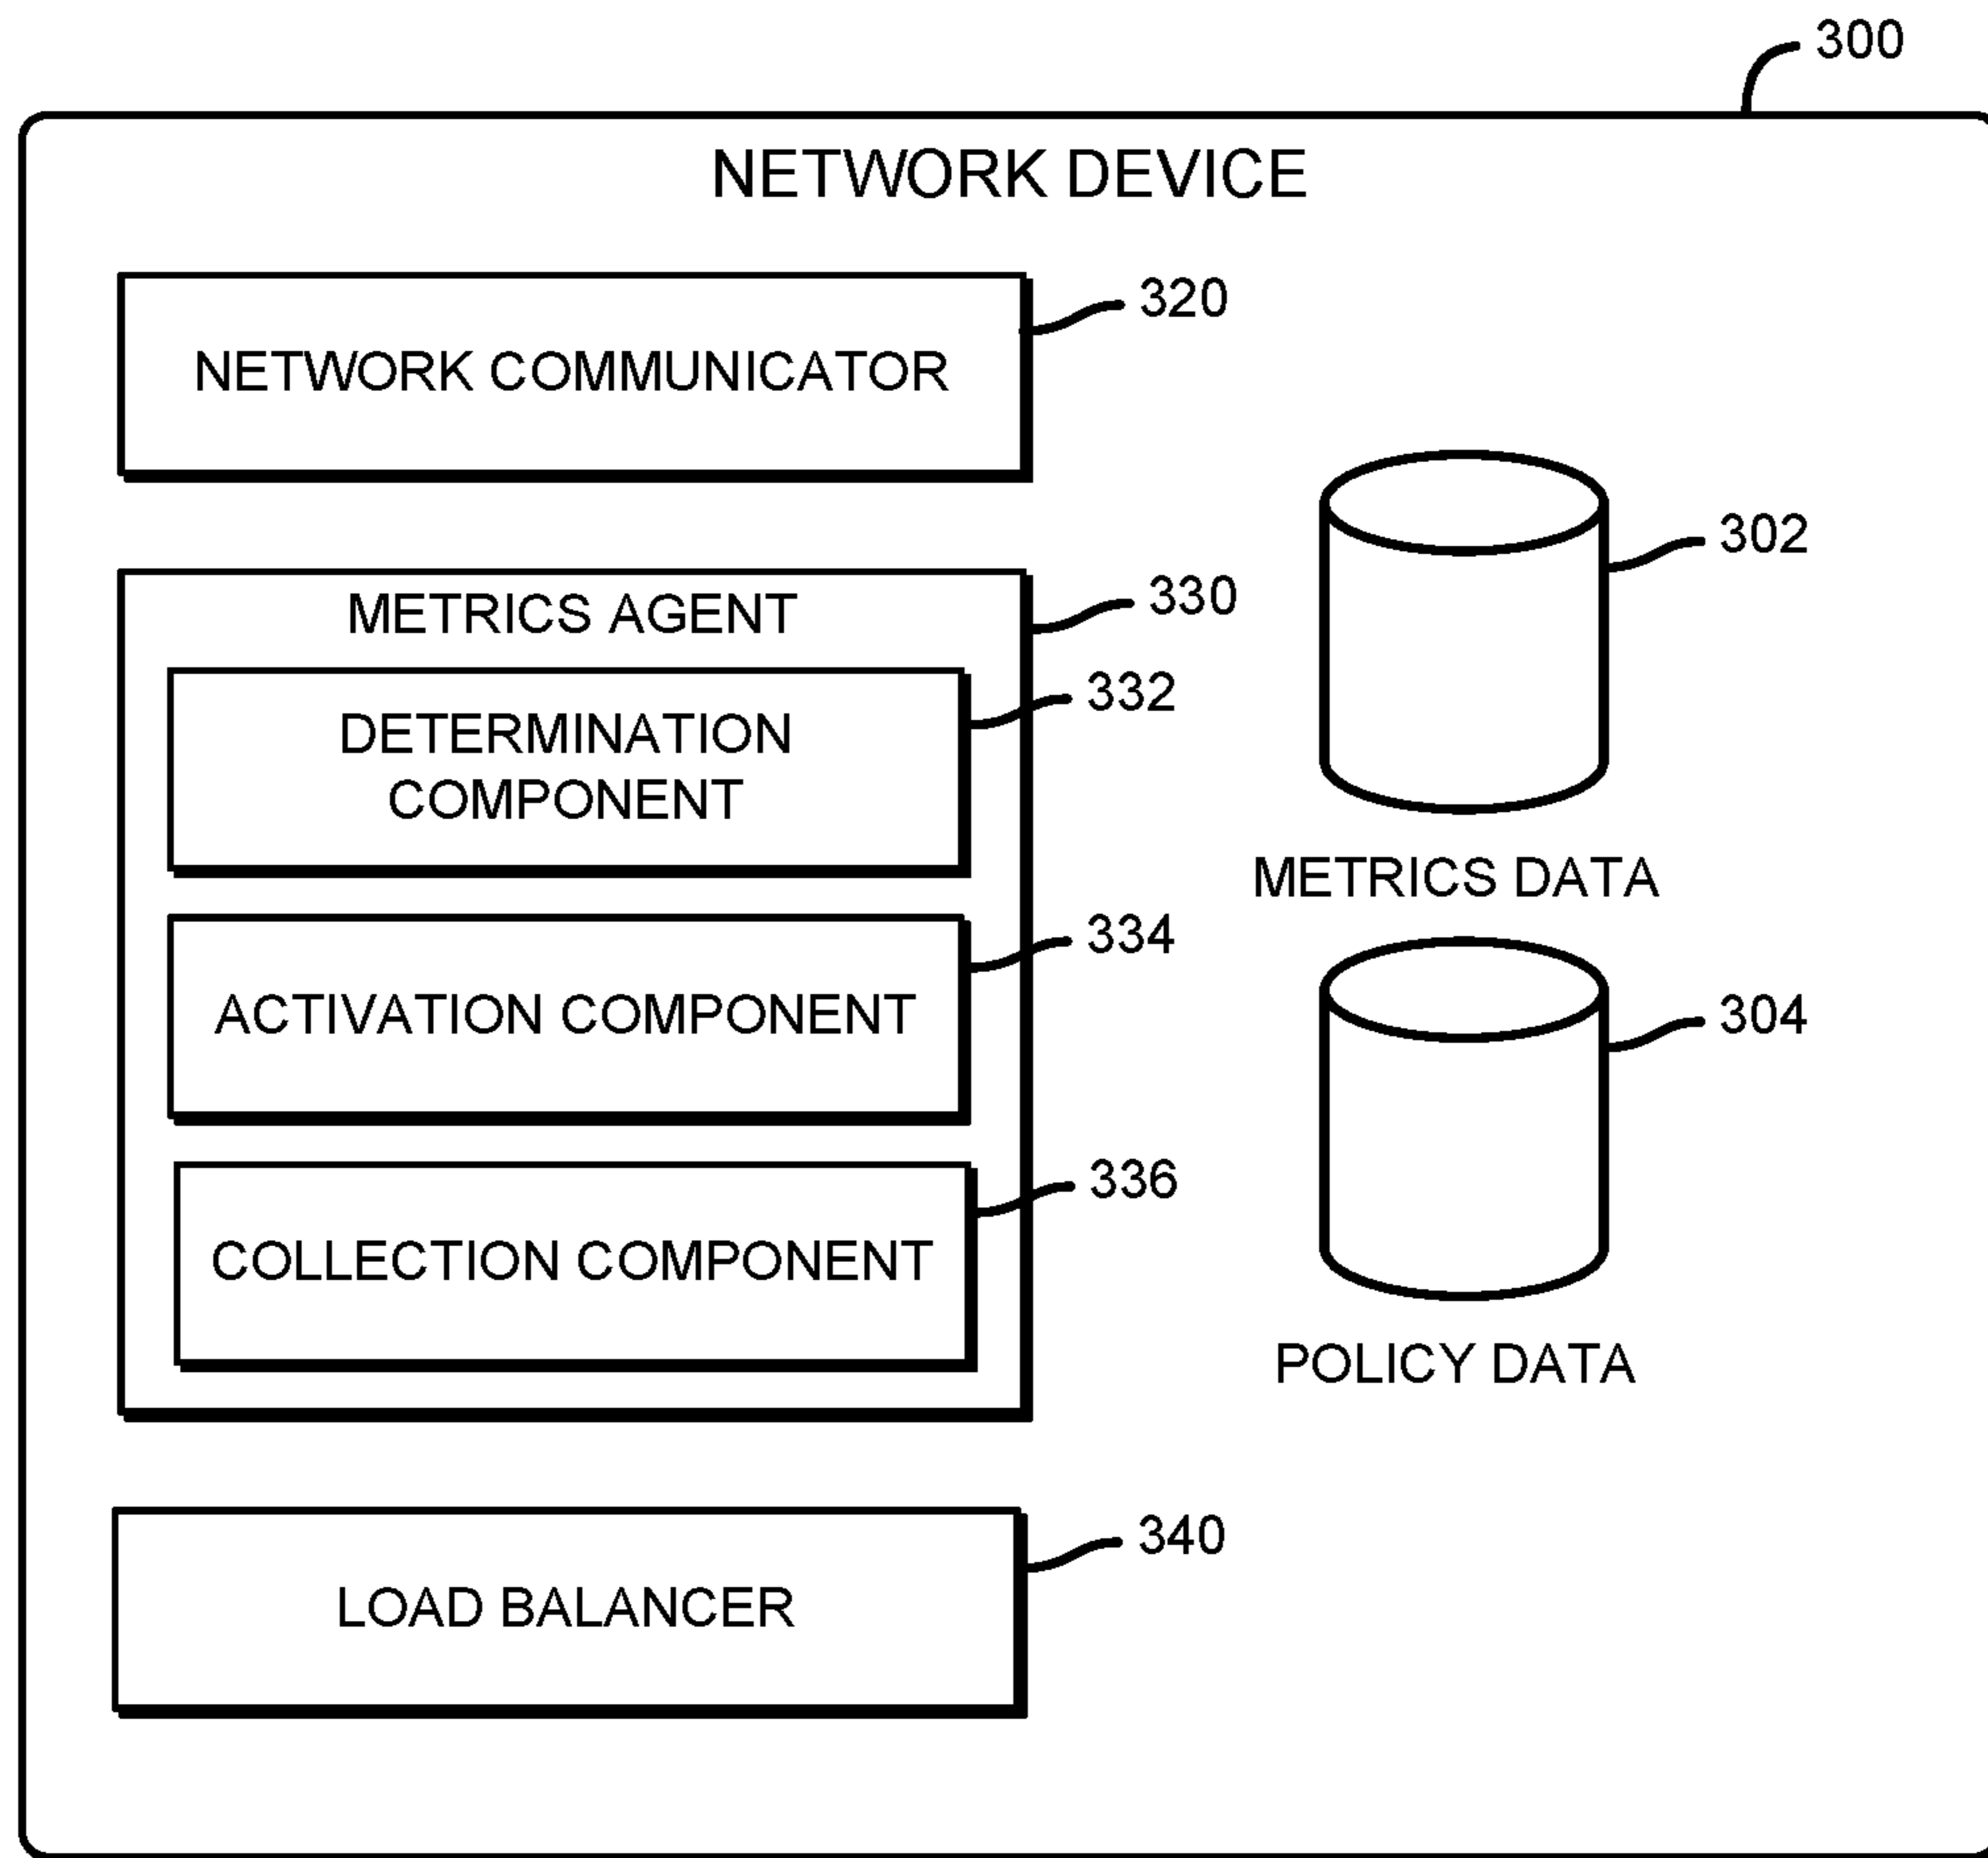 300
NETWORK DEVICE
320
NETWORK COMMUNICATOR
302
330
METRICS AGENT
332
DETERMINATION
COMPONENT
METRICS DATA
334
ACTIVATION COMPONENT
304
336
COLLECTION COMPONENT
POLICY DATA
340
LOAD BALANCER